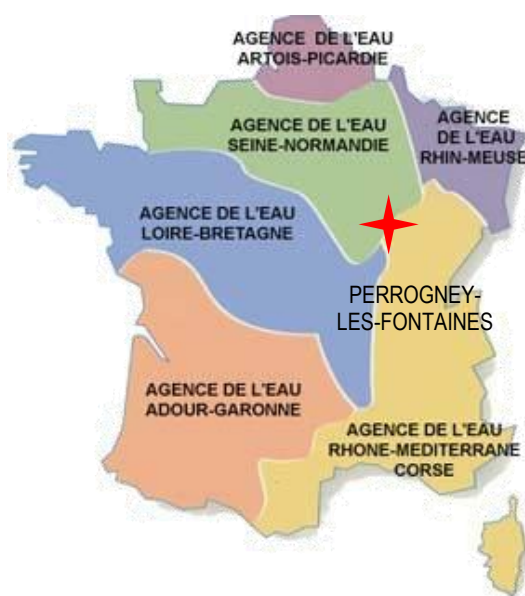 AGENCE DE L'EAU
ARTOIS-PICARDIE
AGENCE DE L'EAU
SEINE-NORMANDIE
AGENCE
DE L'EAU
RHIN-MEUSE
AGENCE DE L'EAU
LOIRE-BRETAGNE
PERROGNEY-
LES-FONTAINES
AGENCE DE L'EAU
ADOUR-GARONNE
AGENCE DE L'EAU
RHONE-MEDITERRANE
CORSE